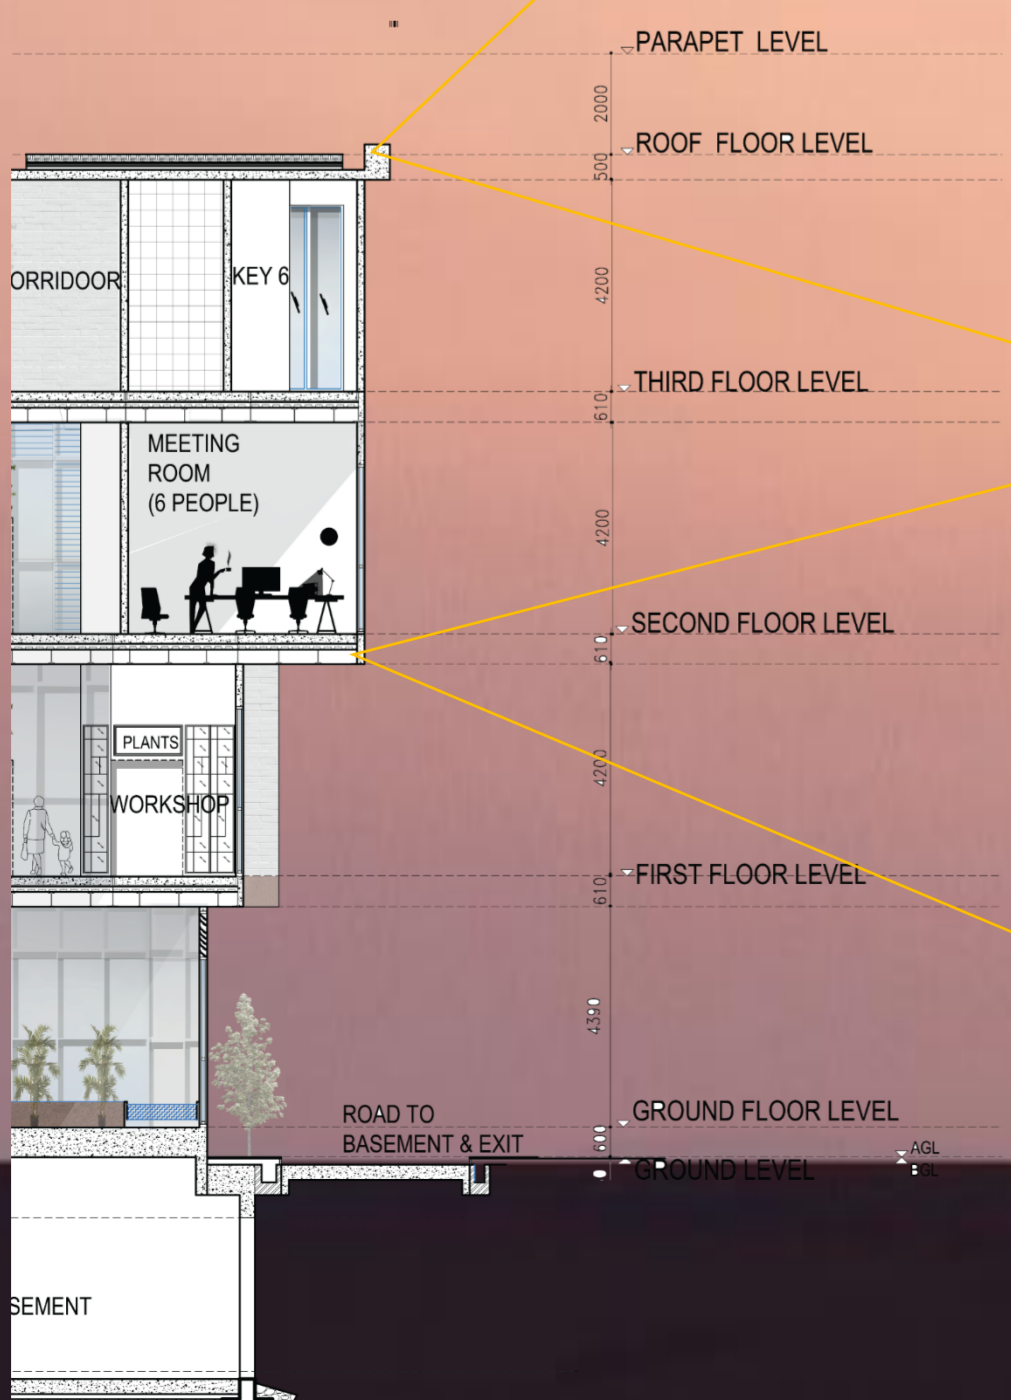 PARAPET LEVEL
2000
ROOF FLOOR LEVEL
500
ORRIDOOR
KEY 6
4200
THIRD FLOOR LEVEL
610
MEETING
ROOM
(6 PEOPLE)
4200
SECOND FLOOR LEVEL
610
PLANTS
WORKSHOP
4200
FIRST FLOOR LEVEL
610
4390
ROAD TO
BASEMENT & EXIT
GROUND FLOOR LEVEL
GROUND LEVEL
AGL
BGL
SEMENT